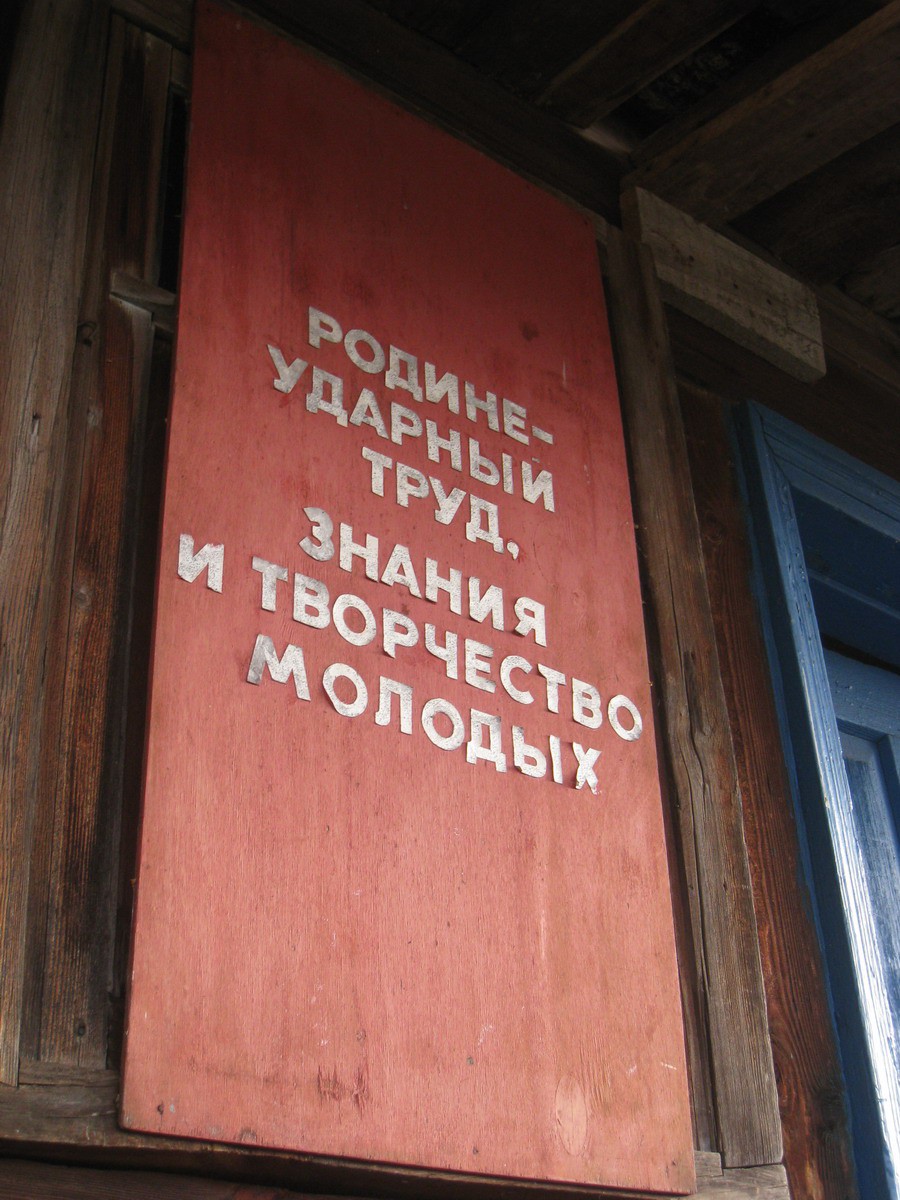 РОДИНЕ-
УДАРНЫЙ
ТРУД,
ЗНАНИЯ
И ТВОРЧЕСТВО
МОЛОДЫХ